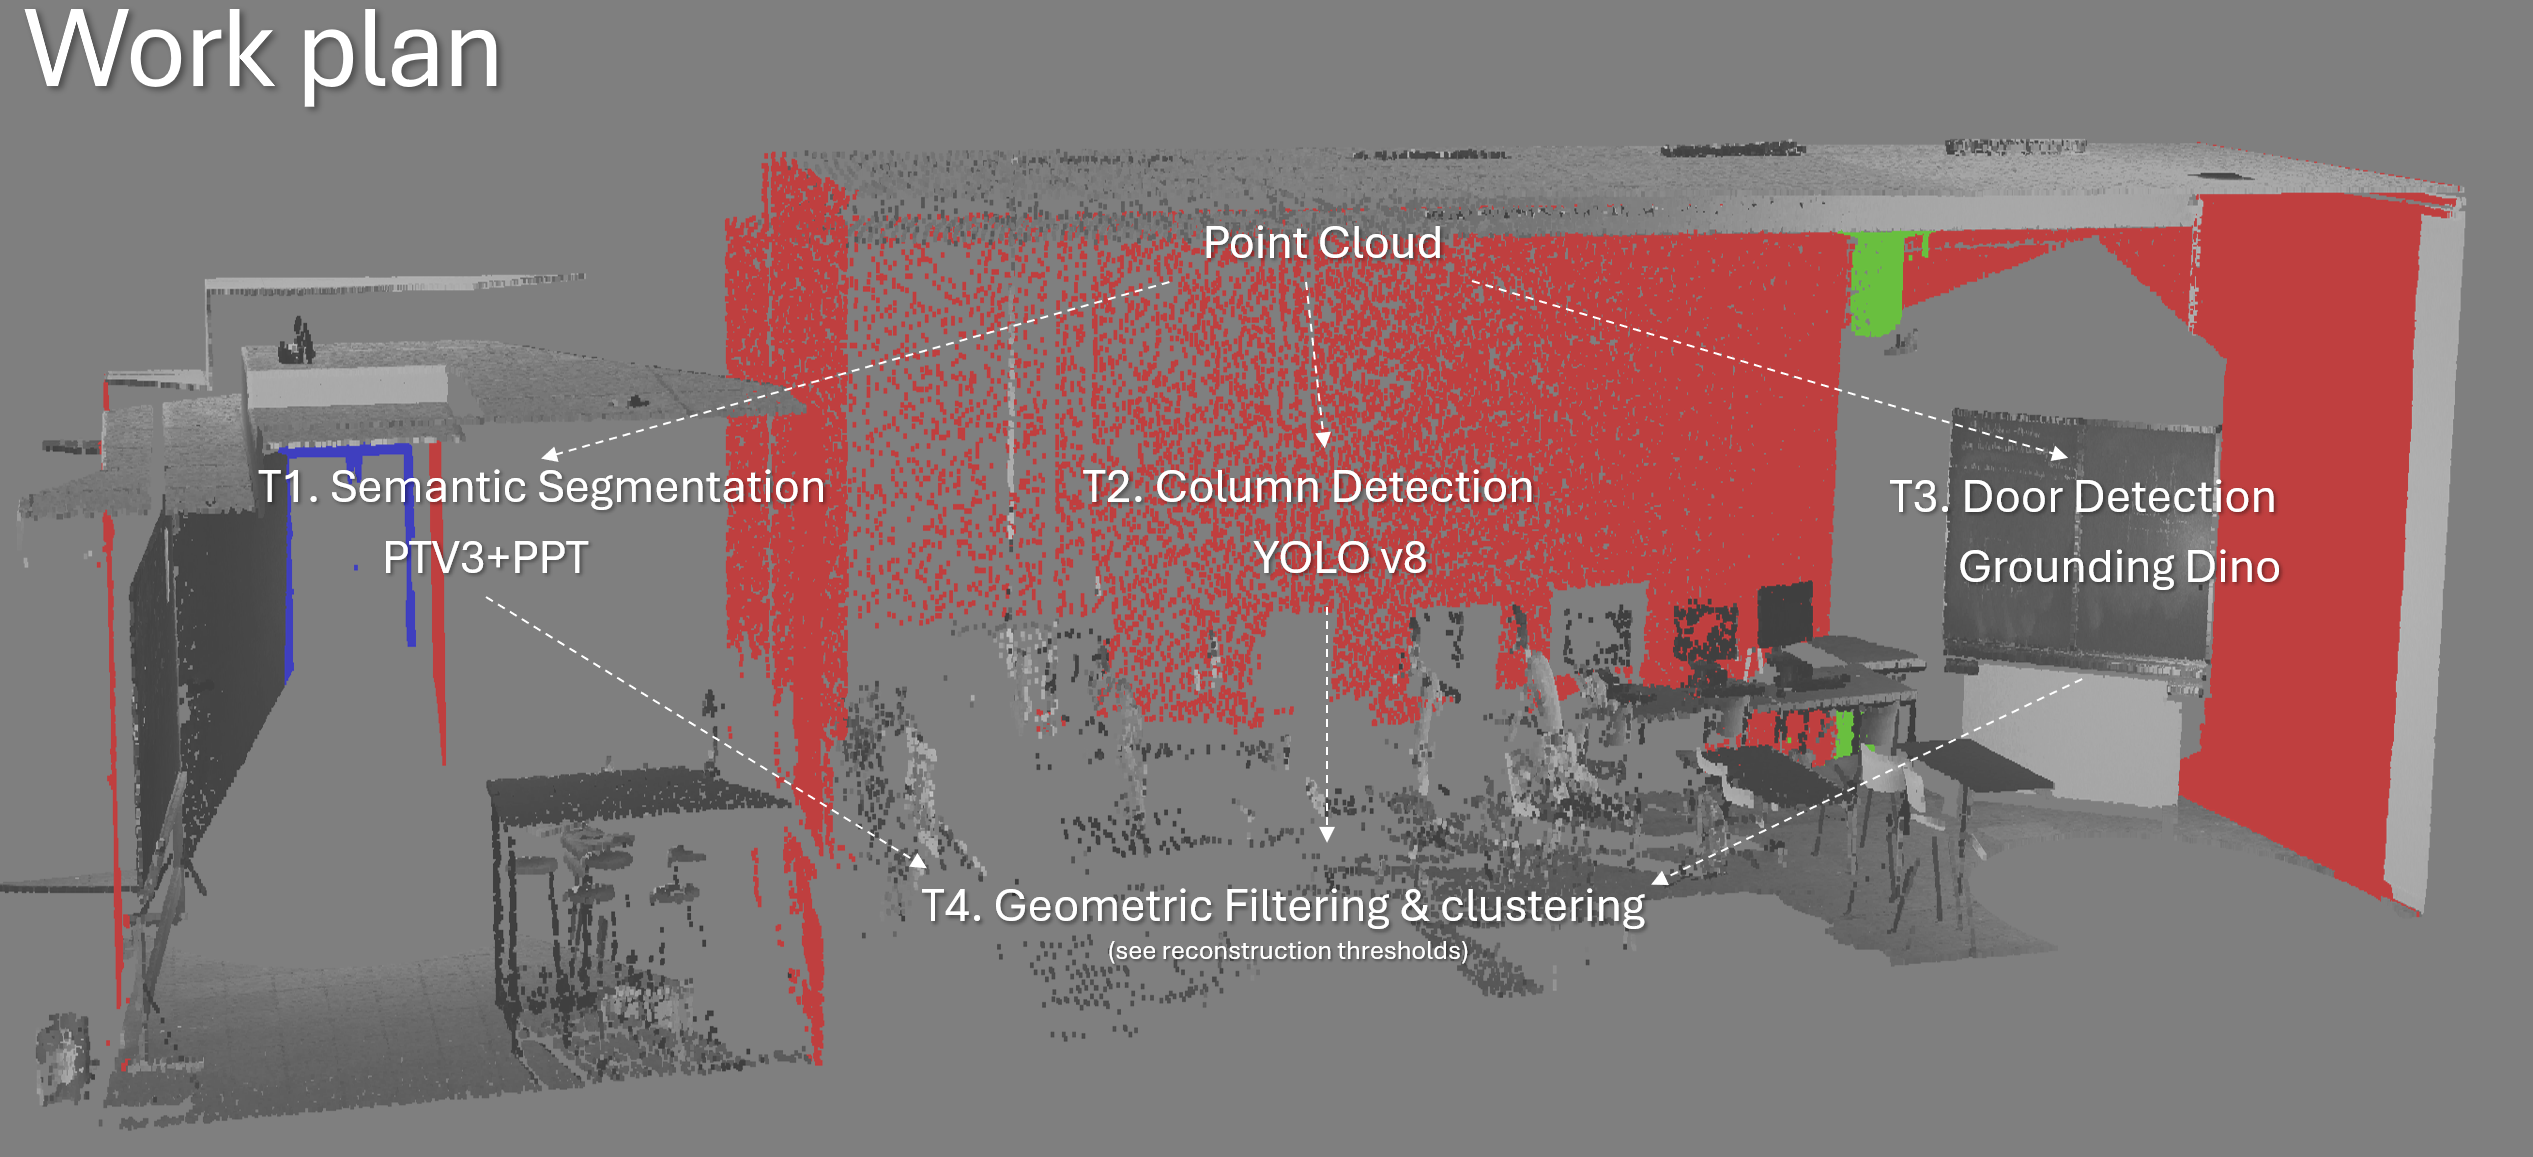 Work plan
Point Cloud
T1. Semantic Segmentation
PTV3+PPT
T2. Column Detection
YOLO v8
T3. Door Detection
Grounding Dino
T4. Geometric Filtering & clustering
(see reconstruction thresholds)